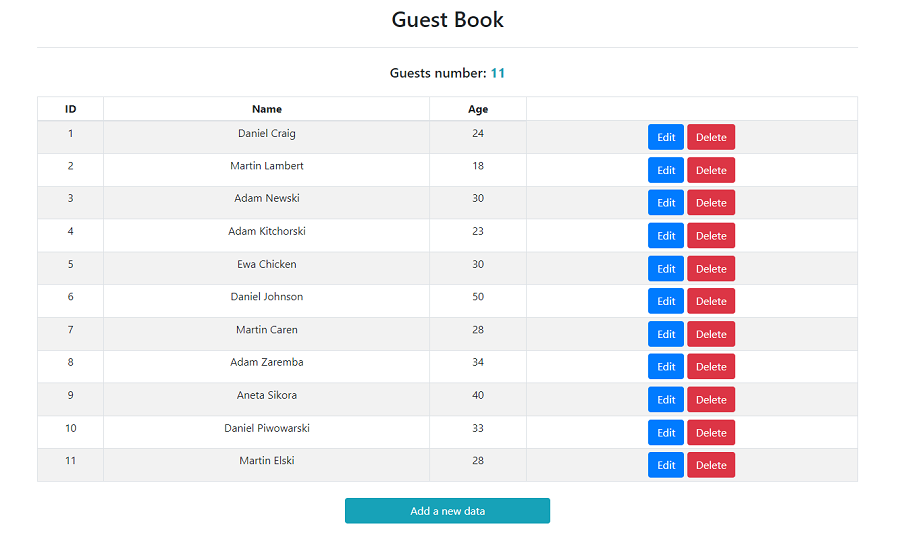 Guest Book
Guests number: 11
ID Name Age
1 Daniel Craig 24 Edit Delete
2 Martin Lambert 18 Edit Delete
3 Adam Newski 30 Edit Delete
4 Adam Kitchorski 23 Edit Delete
5 Ewa Chicken 30 Edit Delete
6 Daniel Johnson 50 Edit Delete
7 Martin Caren 28 Edit Delete
8 Adam Zaremba 34 Edit Delete
9 Aneta Sikora 40 Edit Delete
10 Daniel Piwowarski 33 Edit Delete
11 Martin Elski 28 Edit Delete
Add a new data